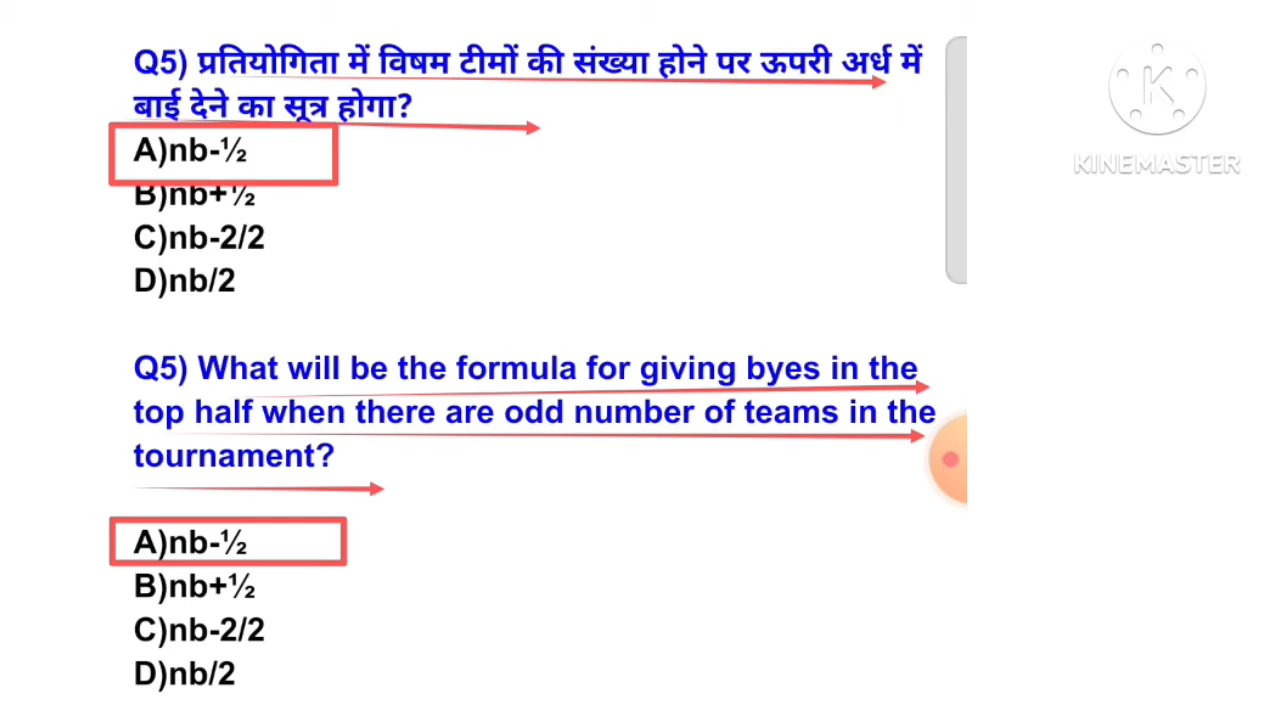 Q5) प्रतियोगिता में विषम टीमों की संख्या होने पर ऊपरी अर्ध में
बाई देने का सूत्र होगा?
A)nb-½
B)nb+½
C)nb-2/2
D)nb/2
Q5) What will be the formula for giving byes in the
top half when there are odd number of teams in the
tournament?
A)nb-½
B)nb+½
C)nb-2/2
D)nb/2
K
KINEMASTER